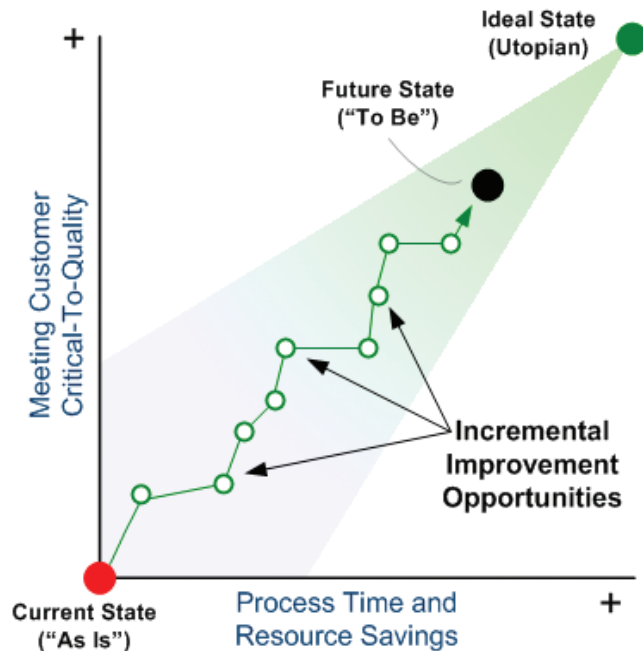 +
Ideal State
(Utopian)
Future State
("To Be")
Meeting Customer
Critical-To-Quality
Incremental
Improvement
Opportunities
Current State
("As Is")
Process Time and
Resource Savings
+